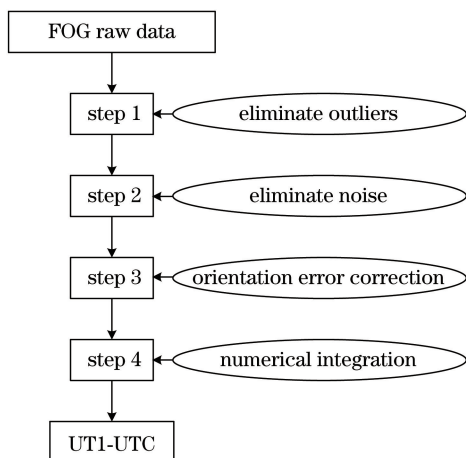 FOG raw data
step 1
eliminate outliers
step 2
eliminate noise
step 3
orientation error correction
step 4
numerical integration
UT1-UTC